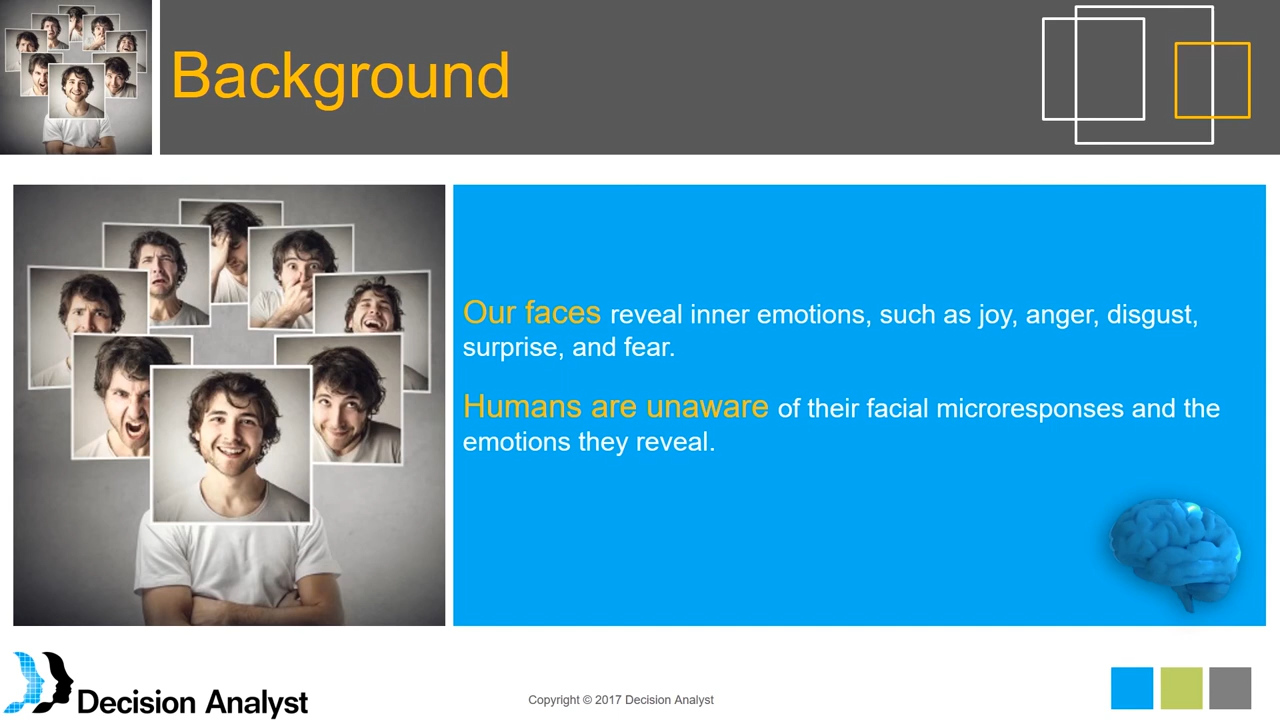 Background
Our faces reveal inner emotions, such as joy, anger, disgust,
surprise, and fear.
Humans are unaware of their facial microresponses and the
emotions they reveal.
Decision Analyst
Copyright © 2017 Decision Analyst